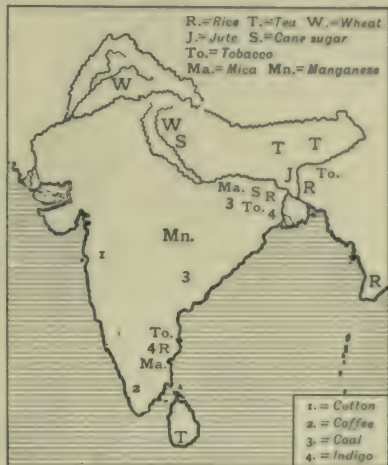 R.=Rice T.=Tea W.=Wheat
J.=Jute S.=Cane sugar
To.=Tobacco
Ma.=Mica Mn.=Manganese
W
W
S
T T
J To.
R
Ma. S R
3 To. 4
Mn.
1
3
R
To.
4 R
Ma.
2
T
1.=Cotton
2.=Coffee
3.=Coal
4.=Indigo